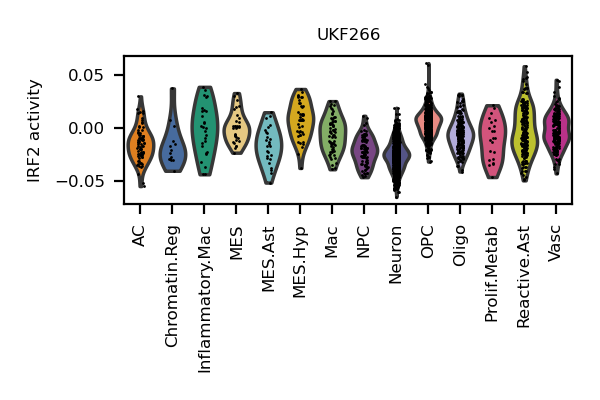 UKF266
IRF2 activity
0.05
0.00
−0.05
AC
Chromatin.Reg
Inflammatory.Mac
MES
MES.Ast
MES.Hyp
Mac
NPC
Neuron
OPC
Oligo
Prolif.Metab
Reactive.Ast
Vasc